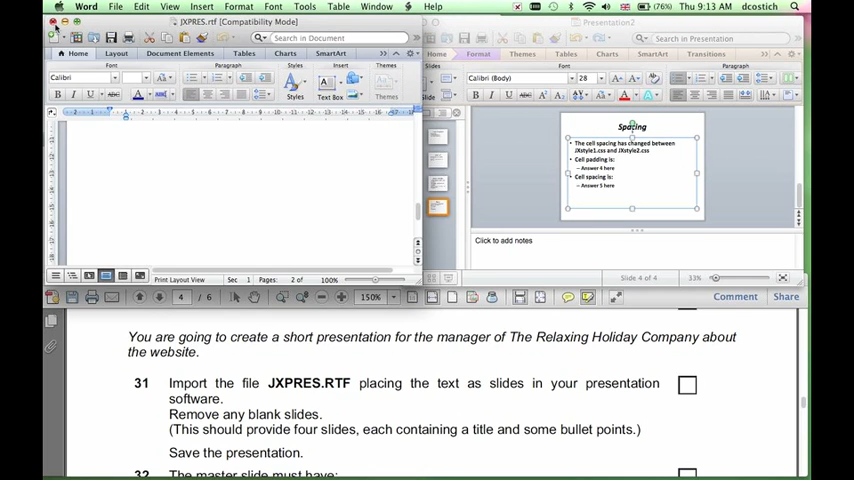 Word File Edit View Insert Format Font Tools Table Window Help (76%) Thu 9:13 AM dcostich
JXPRES.rtf [Compatibility Mode]
Presentation2
Search in Document
Home Layout Document Elements Tables Charts SmartArt
Home Format Themes Tables Charts SmartArt Transitions
Font Paragraph Styles Insert Themes
Slides Font Paragraph
Calibri
Calibri (Body) 28
Styles Text Box Themes
Spacing
• The cell spacing has changed between
JXstyle1.css and JXstyle2.css
• Cell padding is:
– Answer 4 here
• Cell spacing is:
– Answer 5 here
Click to add notes
Print Layout View Sec 1 Pages: 2 of 100%
Slide 4 of 4 33%
4 / 6 150% Comment Share
You are going to create a short presentation for the manager of The Relaxing Holiday Company about
the website.
31 Import the file JXPRES.RTF placing the text as slides in your presentation
software.
Remove any blank slides.
(This should provide four slides, each containing a title and some bullet points.)
Save the presentation.
32 The master slide must have: